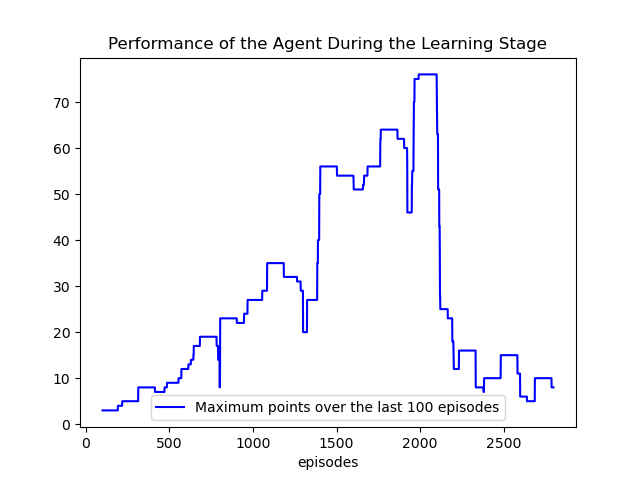 Performance of the Agent During the Learning Stage
70
60
50
40
30
20
10
0
Maximum points over the last 100 episodes
0 500 1000 1500 2000 2500
episodes